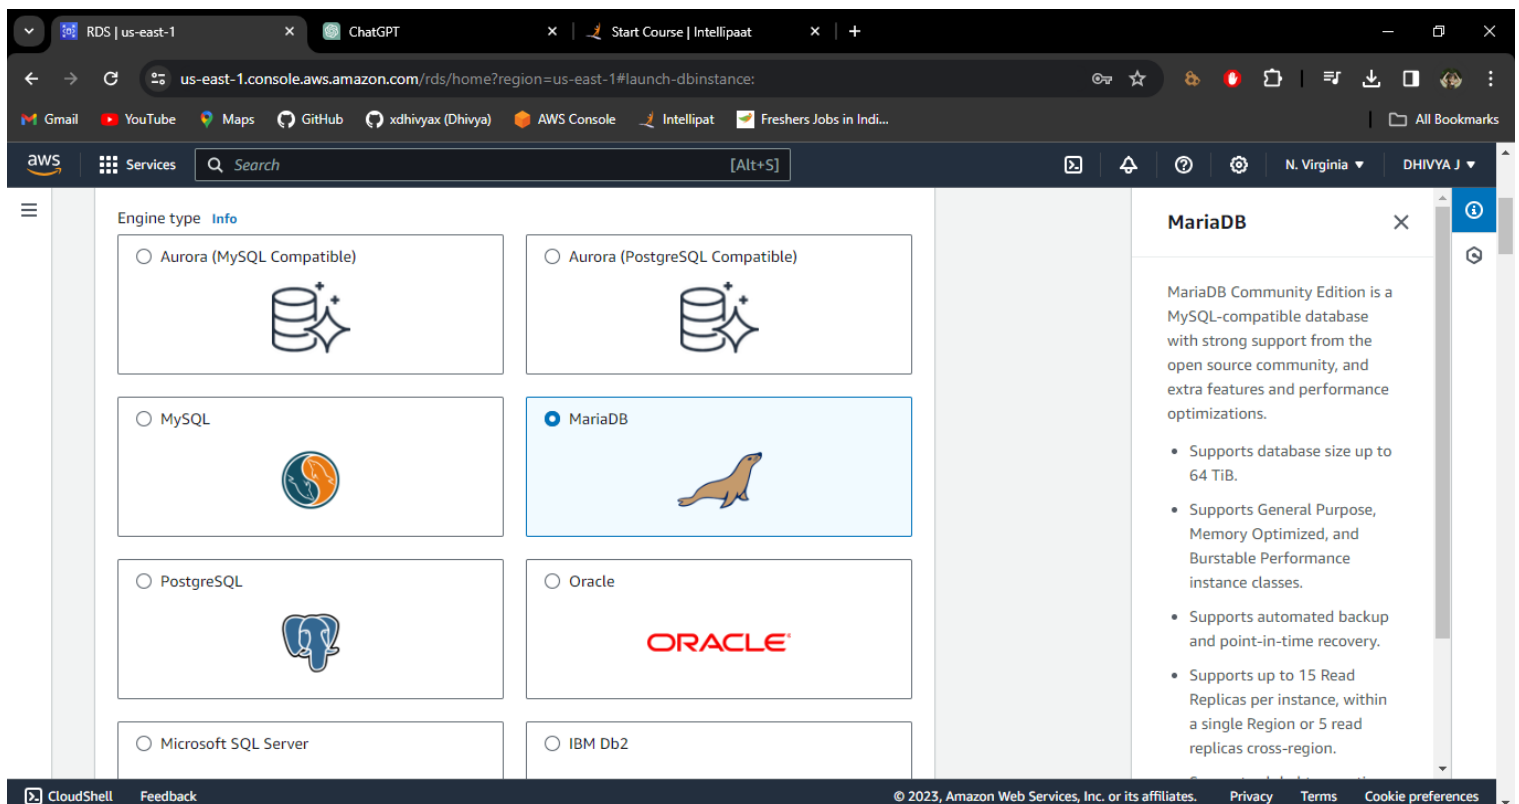 RDS | us-east-1
ChatGPT
Start Course | Intellipaat
us-east-1.console.aws.amazon.com/rds/home?region=us-east-1#launch-dbinstance:
Gmail
YouTube
Maps
GitHub
xdhivyax (Dhivya)
AWS Console
Intellipat
Freshers Jobs in Indi...
All Bookmarks
aws
Services
Search
[Alt+S]
N. Virginia
DHIVYA J
Engine type Info
Aurora (MySQL Compatible)
Aurora (PostgreSQL Compatible)
MySQL
MariaDB
PostgreSQL
Oracle
ORACLE
Microsoft SQL Server
IBM Db2
MariaDB
MariaDB Community Edition is a
MySQL-compatible database
with strong support from the
open source community, and
extra features and performance
optimizations.
• Supports database size up to
64 TiB.
• Supports General Purpose,
Memory Optimized, and
Burstable Performance
instance classes.
• Supports automated backup
and point-in-time recovery.
• Supports up to 15 Read
Replicas per instance, within
a single Region or 5 read
replicas cross-region.
CloudShell
Feedback
© 2023, Amazon Web Services, Inc. or its affiliates.
Privacy
Terms
Cookie preferences